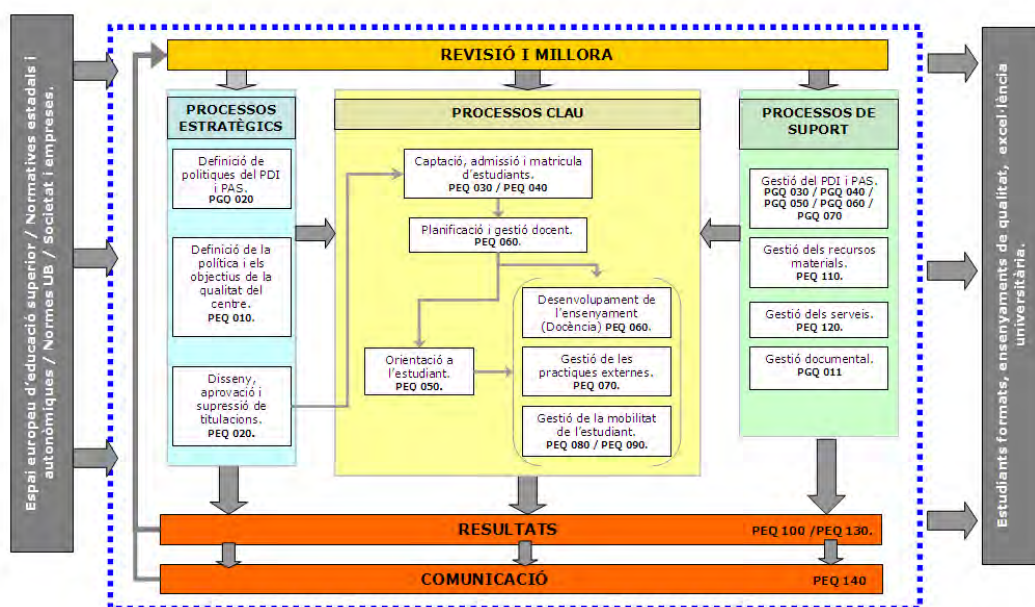 Espai europeu d'educació superior / Normatives estadals i
autonòmiques / Normes UB / Societat i empreses.
REVISIÓ I MILLORA
PROCESSOS
ESTRATÈGICS
Definició de
politiques del PDI
i PAS.
PGQ 020
Definició de la
política i els
objectius de la
qualitat del
centre.
PEQ 010.
Disseny,
aprovació i
supressió de
titulacions.
PEQ 020.
PROCESSOS CLAU
Captació, admissió i matricula
d'estudiants.
PEQ 030 / PEQ 040
Planificació i gestió docent.
PEQ 060.
Orientació a
l'estudiant.
PEQ 050.
Desenvolupament de
l'ensenyament
(Docència) PEQ 060.
Gestió de les
practiques externes.
PEQ 070.
Gestió de la mobilitat
de l'estudiant.
PEQ 080 / PEQ 090.
PROCESSOS DE
SUPORT
Gestió del PDI i PAS.
PGQ 030 / PGQ 040 /
PGQ 050 / PGQ 060 /
PGQ 070
Gestió dels recursos
materials.
PEQ 110.
Gestió dels serveis.
PEQ 120.
Gestió documental.
PGQ 011
RESULTATS
PEQ 100 /PEQ 130.
COMUNICACIÓ
PEQ 140
Estudiants formats, ensenyaments de qualitat, excel·lència
universitària.